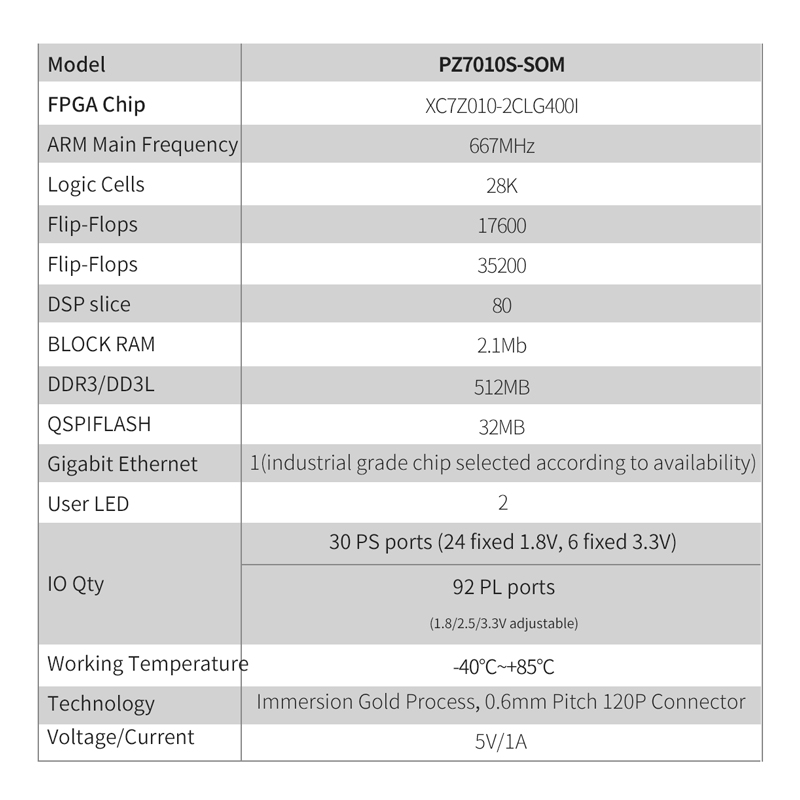 Model PZ7010S-SOM
FPGA Chip XC7Z010-2CLG400I
ARM Main Frequency 667MHz
Logic Cells 28K
Flip-Flops 17600
Flip-Flops 35200
DSP slice 80
BLOCK RAM 2.1Mb
DDR3/DD3L 512MB
QSPIFLASH 32MB
Gigabit Ethernet 1(industrial grade chip selected according to availability)
User LED 2
IO Qty
30 PS ports (24 fixed 1.8V, 6 fixed 3.3V)
92 PL ports
(1.8/2.5/3.3V adjustable)
Working Temperature -40℃~+85℃
Technology Immersion Gold Process, 0.6mm Pitch 120P Connector
Voltage/Current 5V/1A